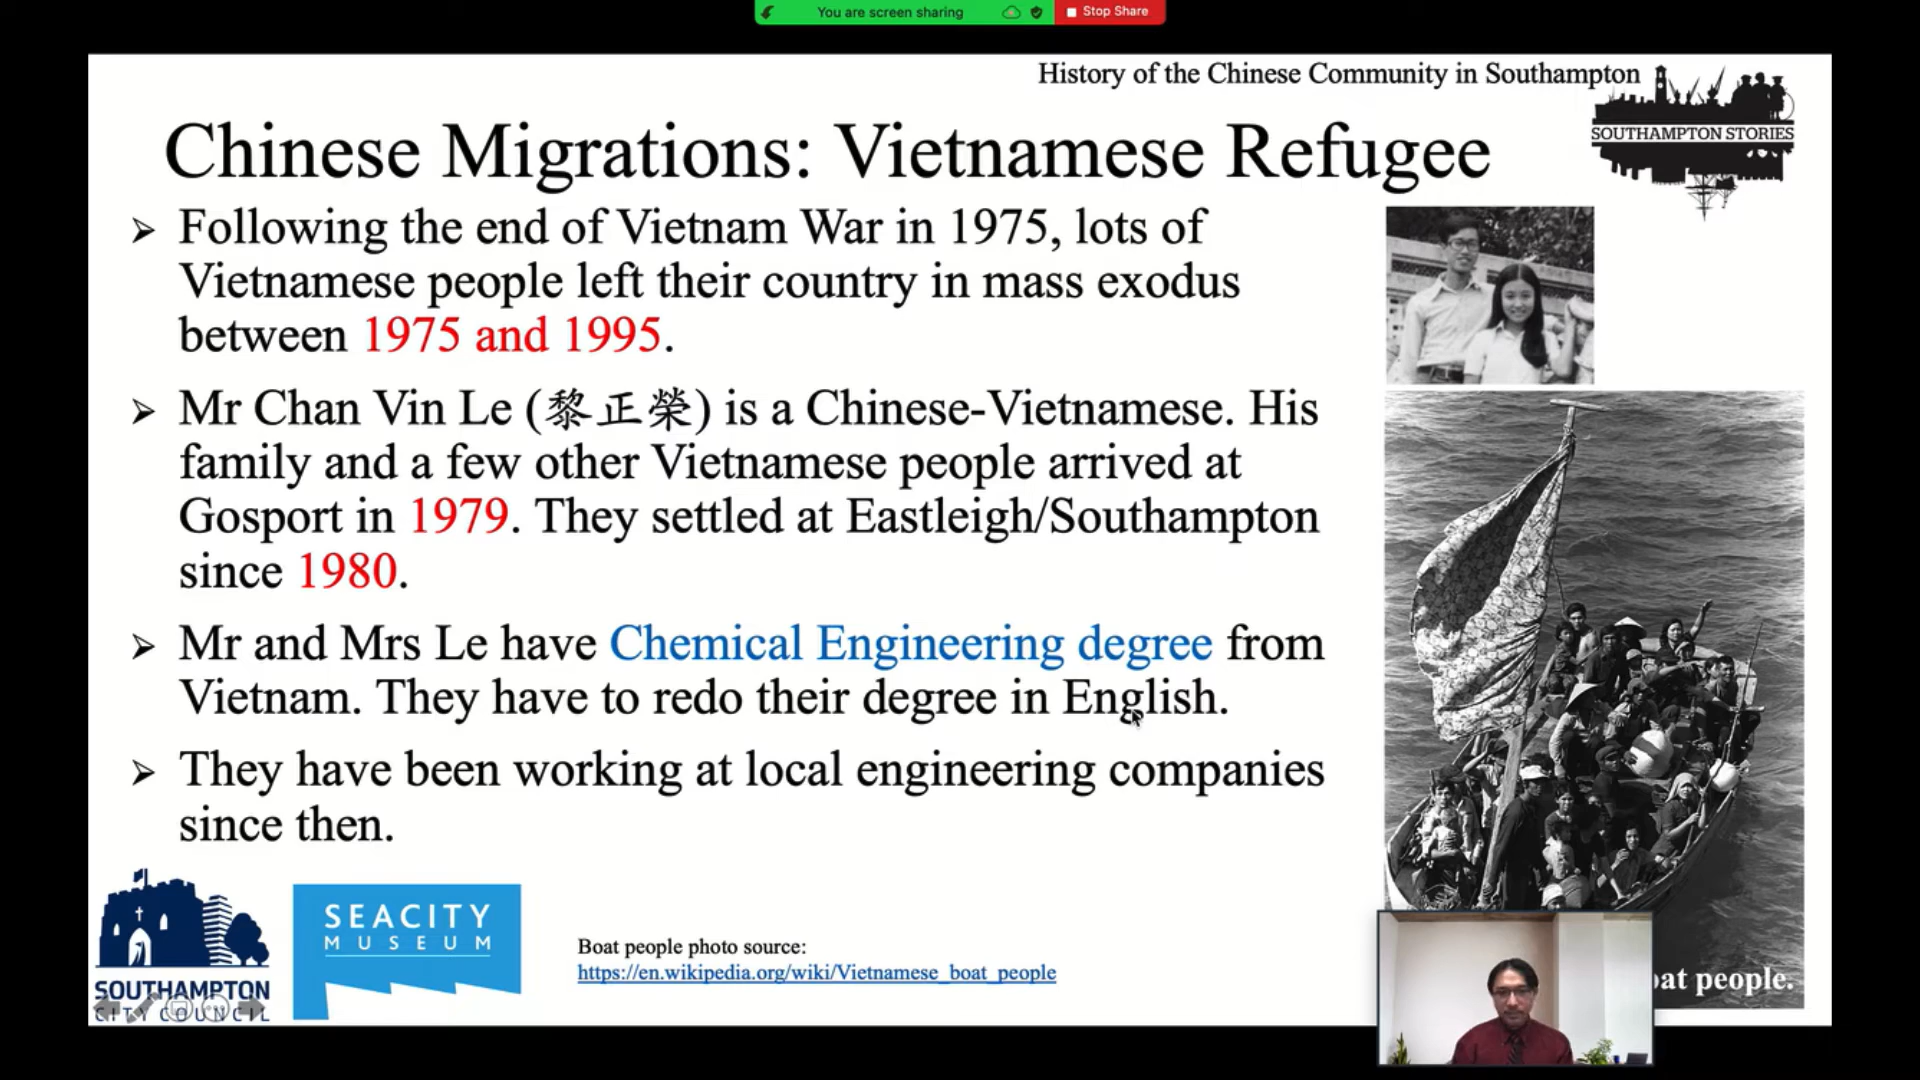 You are screen sharing
Stop Share
History of the Chinese Community in Southampton
SOUTHAMPTON STORIES
Chinese Migrations: Vietnamese Refugee
➢ Following the end of Vietnam War in 1975, lots of
Vietnamese people left their country in mass exodus
between 1975 and 1995.
➢ Mr Chan Vin Le (黎正榮) is a Chinese-Vietnamese. His
family and a few other Vietnamese people arrived at
Gosport in 1979. They settled at Eastleigh/Southampton
since 1980.
➢ Mr and Mrs Le have Chemical Engineering degree from
Vietnam. They have to redo their degree in English.
➢ They have been working at local engineering companies
since then.
SOUTHAMPTON
CITY COUNCIL
SEACITY
MUSEUM
Boat people photo source:
https://en.wikipedia.org/wiki/Vietnamese_boat_people
oat people.